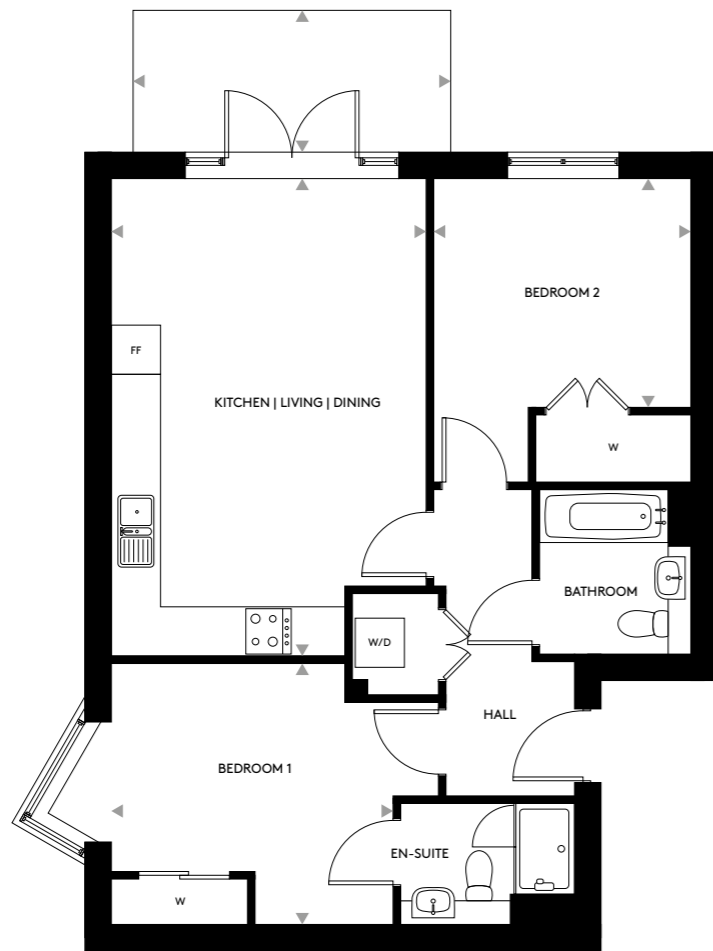 BEDROOM 2
FF
KITCHEN | LIVING | DINING
W
BATHROOM
W/D
HALL
BEDROOM 1
EN-SUITE
W